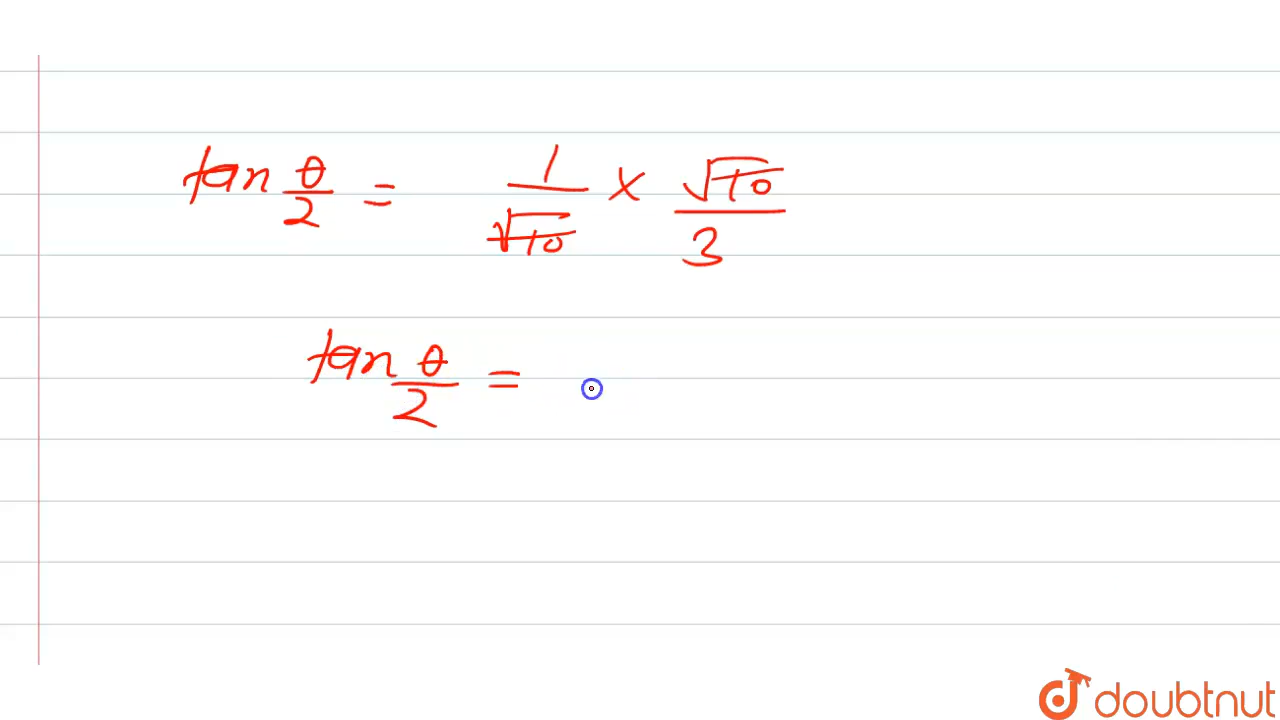 tan θ/2 = 1/√10 × √10/3
tan θ/2 =
doubtnut